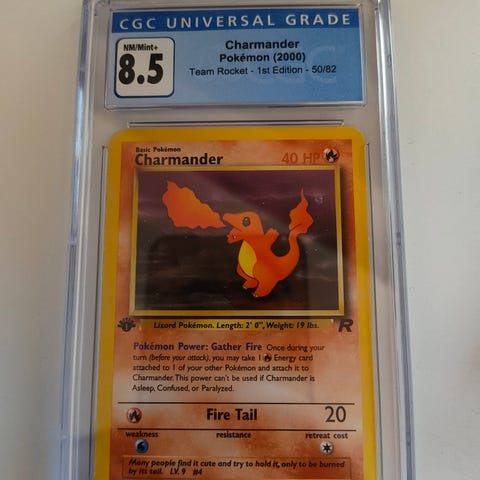 CGC UNIVERSAL GRADE
NM/Mint+
8.5
Charmander
Pokémon (2000)
Team Rocket - 1st Edition - 50/82
Basic Pokémon
Charmander
40 HP
1
Lizard Pokémon. Length: 2' 0", Weight: 19 lbs.
R
Pokémon Power: Gather Fire Once during your
turn (before your attack), you may take 1 Energy card
attached to 1 of your other Pokémon and attach it to
Charmander. This power can't be used if Charmander is
Asleep, Confused, or Paralyzed.
Fire Tail 20
weakness resistance retreat cost
Many people find it cute and try to hold it, only to be burned
by its tail. LV. 9 #4